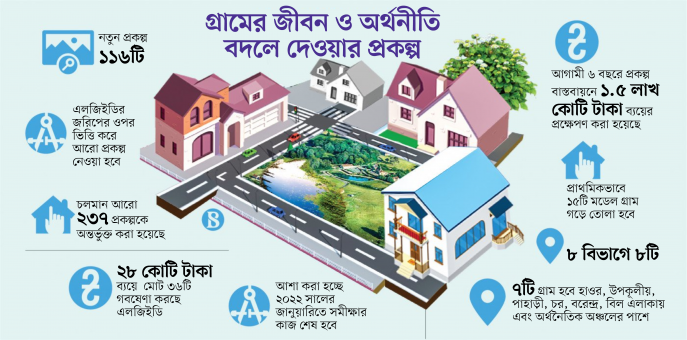 গ্রামের জীবন ও অর্থনীতি
বদলে দেওয়ার প্রকল্প
নতুন প্রকল্প
১১৬টি
এলজিইডির
জরিপের ওপর
ভিত্তি করে
আরো প্রকল্প
নেওয়া হবে
চলমান আরো
২৩৭ প্রকল্পকে
অন্তর্ভুক্ত করা হয়েছে
২৮ কোটি টাকা
ব্যয়ে মোট ৩৬টি
গবষেণা করছে
এলজিইডি
আশা করা হচ্ছে
২০২২ সালের
জানুয়ারিতে সমীক্ষার
কাজ শেষ হবে
আগামী ৬ বছরে প্রকল্প
বাস্তবায়নে ১.৫ লাখ
কোটি টাকা ব্যয়ের
প্রক্ষেপণ করা হয়েছে
প্রাথমিকভাবে
১৫টি মডেল গ্রাম
গড়ে তোলা হবে
৮ বিভাগে ৮টি
৭টি গ্রাম হবে হাওর, উপকূলীয়,
পাহাড়ী, চর, বরেন্দ্র, বিল এলাকায়
এবং অর্থনৈতিক অঞ্চলের পাশে